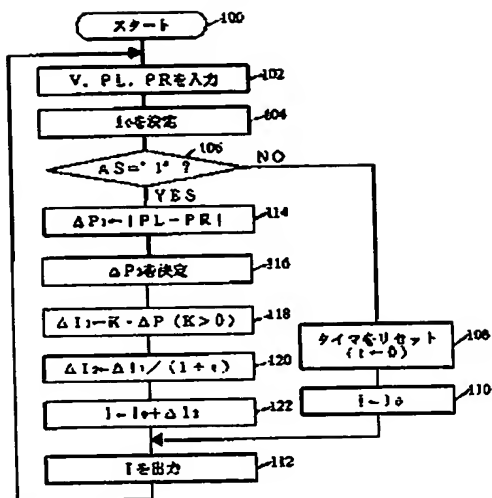 スタート
100
V, PL, PRを入力
102
I₀を決定
104
AS="1" ?
106
NO
YES
ΔP₁←|PL-PR|
114
ΔP₂を決定
116
ΔI₁←K・ΔP (K>0)
118
ΔI₂←ΔI₁/(1+t)
120
I←I₀+ΔI₂
122
タイマをリセット
(t←0)
108
I←I₀
110
Iを出力
112